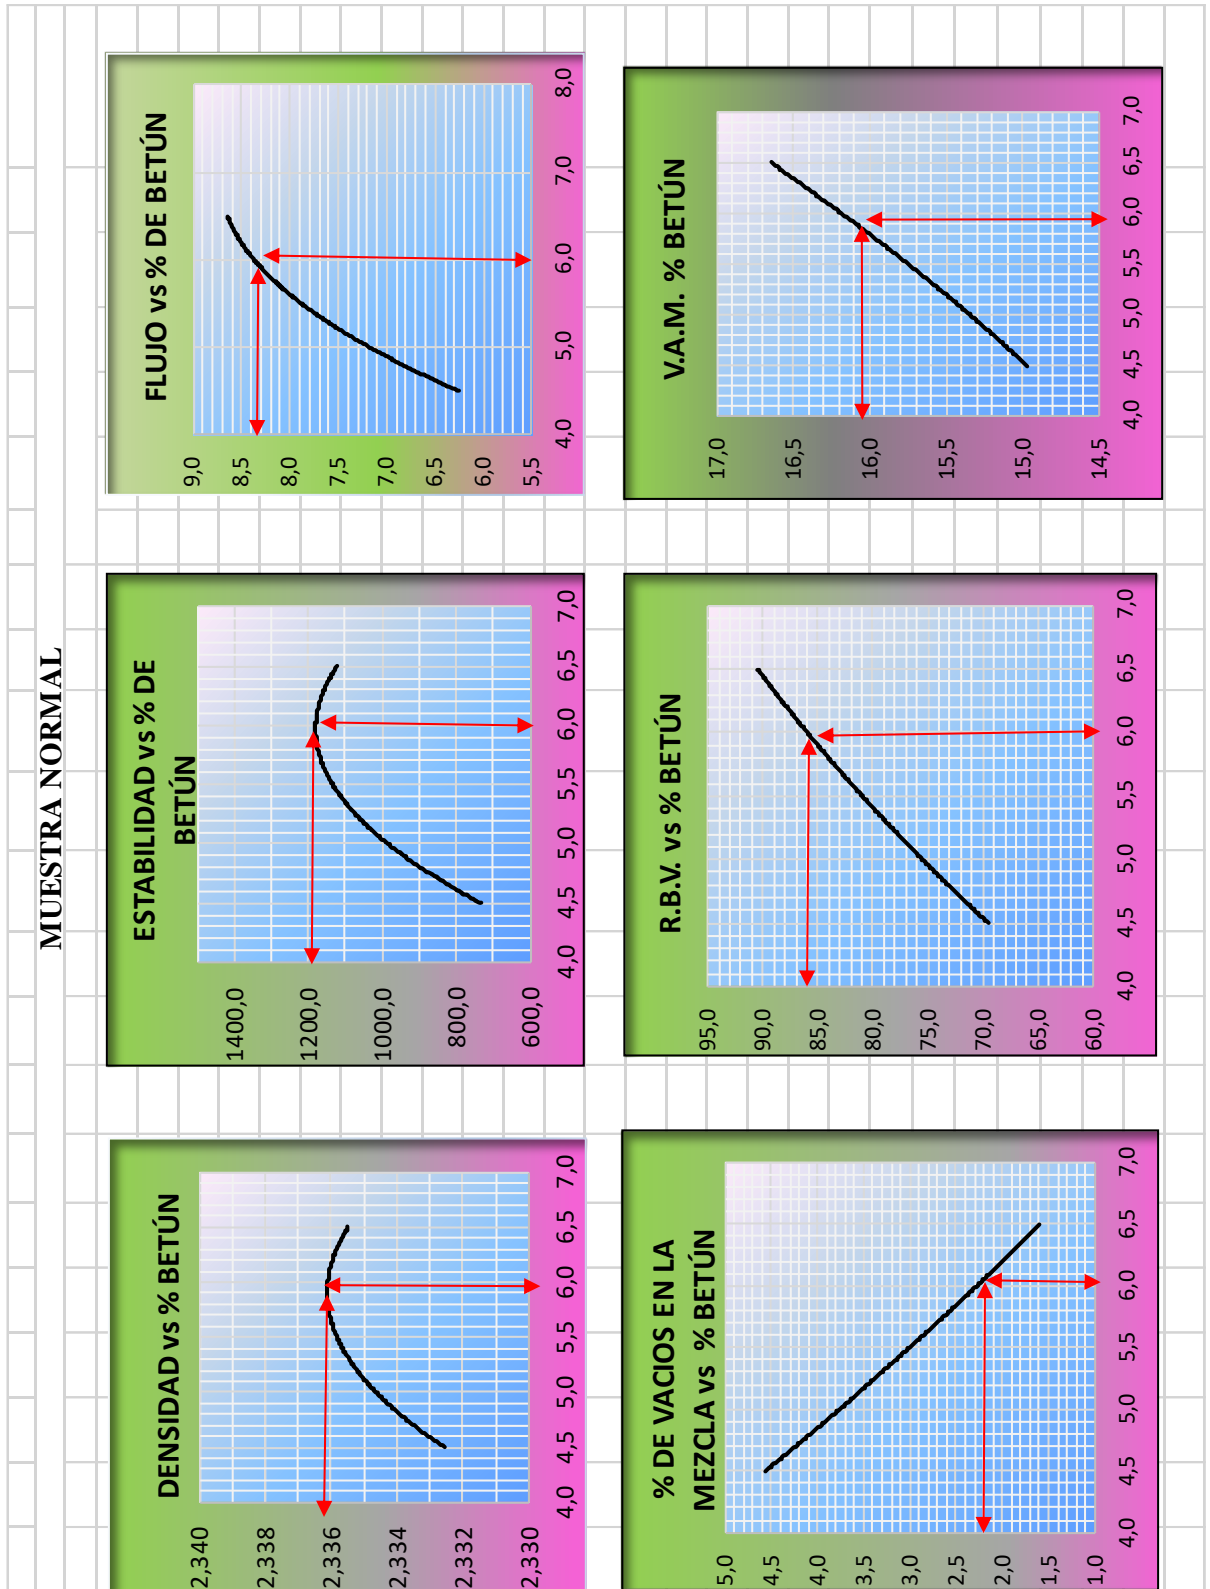 MUESTRA NORMAL
DENSIDAD vs % BETÚN
2,340
2,338
2,336
2,334
2,332
2,330
4,0 4,5 5,0 5,5 6,0 6,5 7,0
ESTABILIDAD vs % DE
BETÚN
1400,0
1200,0
1000,0
800,0
600,0
4,0 4,5 5,0 5,5 6,0 6,5 7,0
FLUJO vs % DE BETÚN
9,0
8,5
8,0
7,5
7,0
6,5
6,0
5,5
4,0 5,0 6,0 7,0 8,0
% DE VACIOS EN LA
MEZCLA vs % BETÚN
5,0
4,5
4,0
3,5
3,0
2,5
2,0
1,5
1,0
4,0 4,5 5,0 5,5 6,0 6,5 7,0
R.B.V. vs % BETÚN
95,0
90,0
85,0
80,0
75,0
70,0
65,0
60,0
4,0 4,5 5,0 5,5 6,0 6,5 7,0
V.A.M. % BETÚN
17,0
16,5
16,0
15,5
15,0
14,5
4,0 4,5 5,0 5,5 6,0 6,5 7,0